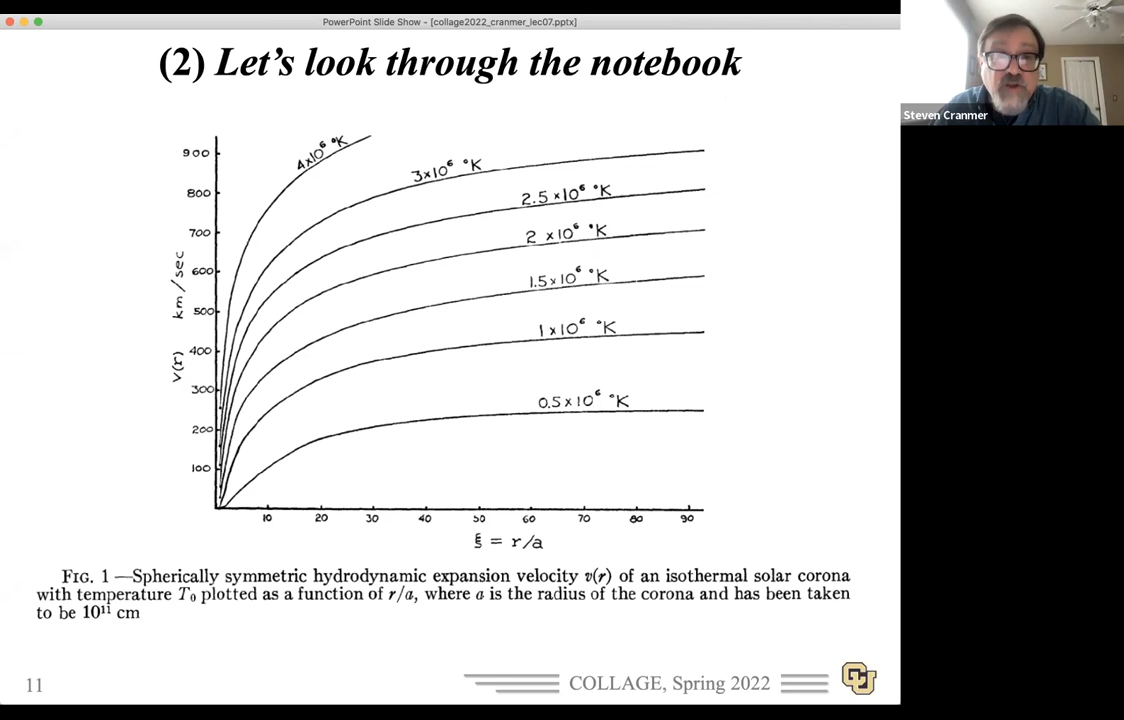 PowerPoint Slide Show - [collage2022_cranmer_lec07.pptx]
(2) Let's look through the notebook
Steven Cranmer
900
800
700
600
500
400
300
200
100
v(r) km/sec
4×10⁶ °K
3×10⁶ °K
2.5×10⁶ °K
2 ×10⁶ °K
1.5×10⁶ °K
1×10⁶ °K
0.5×10⁶ °K
10 20 30 40 50 60 70 80 90
ξ = r/a
FIG. 1 —Spherically symmetric hydrodynamic expansion velocity v(r) of an isothermal solar corona
with temperature T₀ plotted as a function of r/a, where a is the radius of the corona and has been taken
to be 10¹¹ cm
11
COLLAGE, Spring 2022
CU